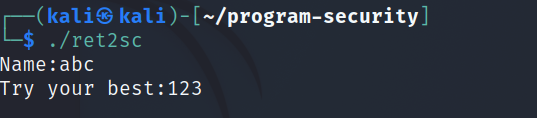 ┌──(kali㉿kali)-[~/program-security]
└─$ ./ret2sc
Name:abc
Try your best:123